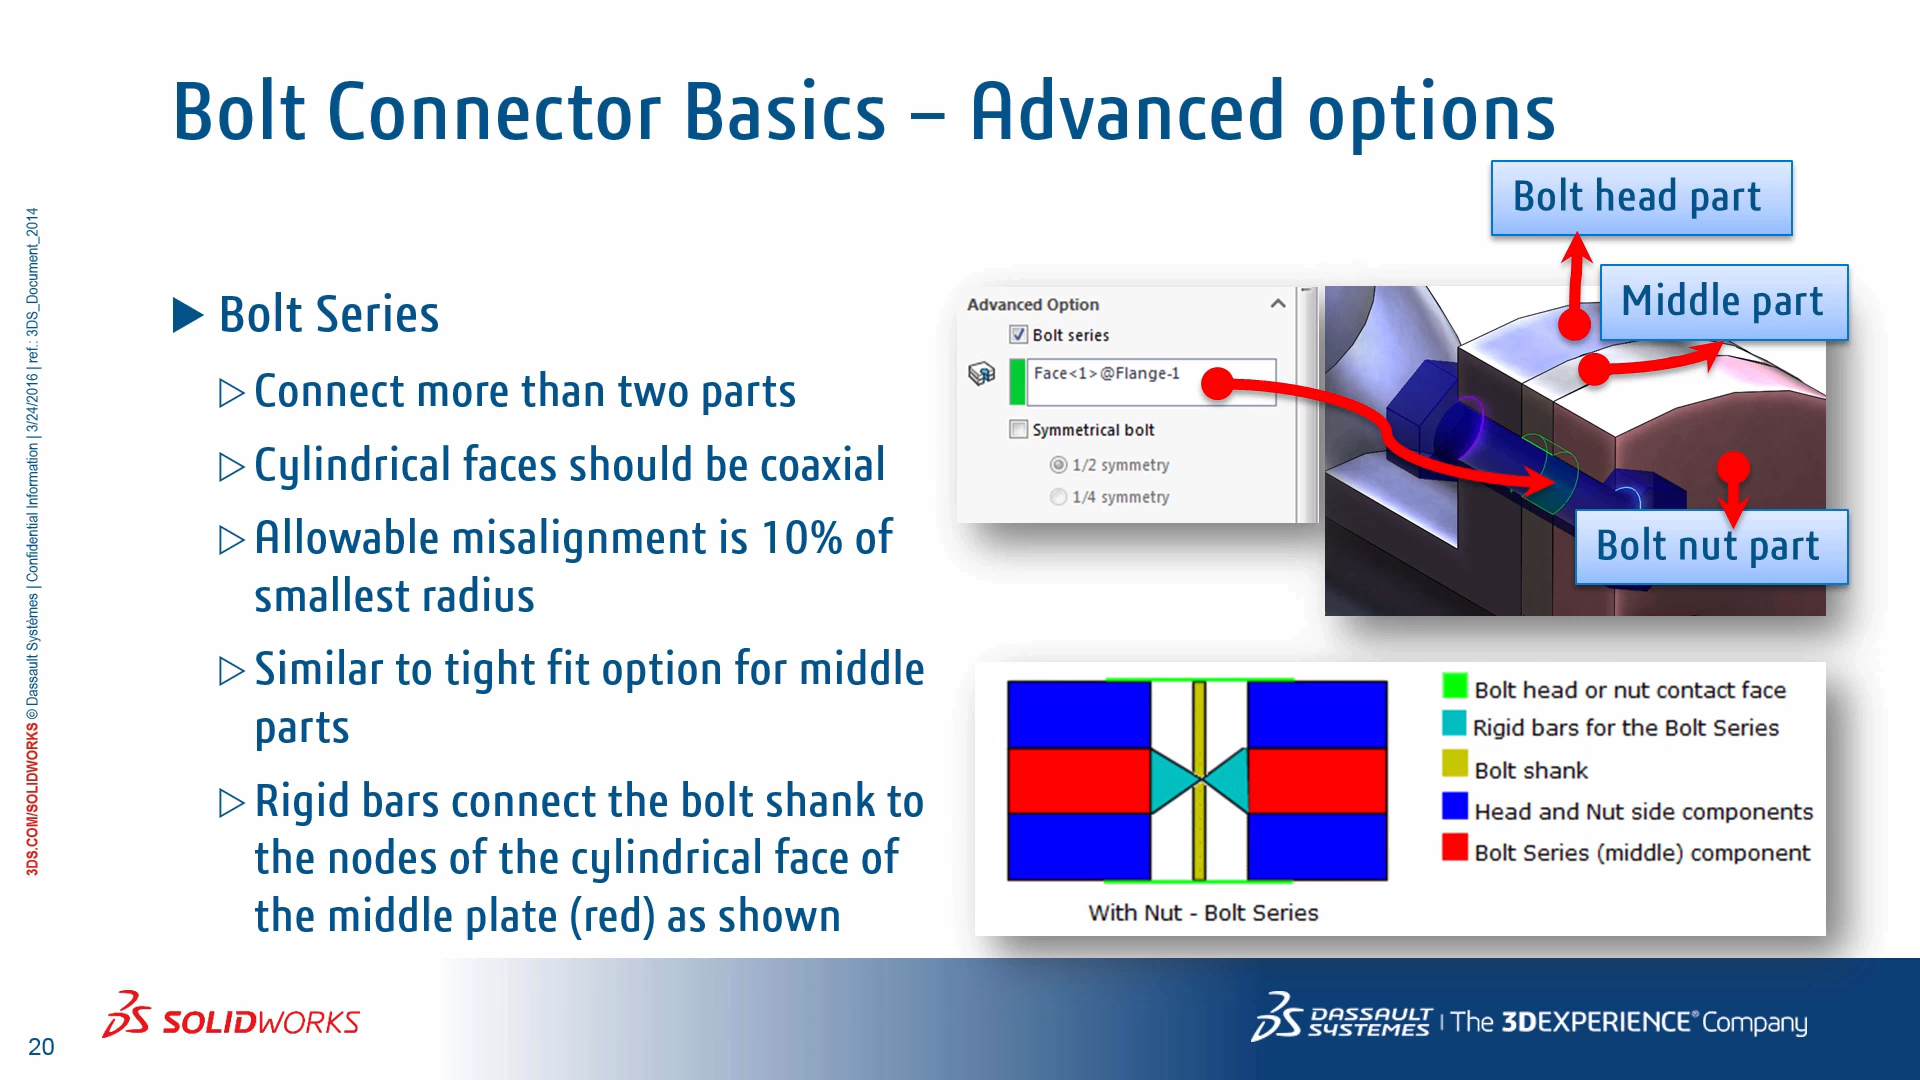 Bolt Connector Basics – Advanced options
Bolt head part
Middle part
Bolt nut part
▶ Bolt Series
▷ Connect more than two parts
▷ Cylindrical faces should be coaxial
▷ Allowable misalignment is 10% of
smallest radius
▷ Similar to tight fit option for middle
parts
▷ Rigid bars connect the bolt shank to
the nodes of the cylindrical face of
the middle plate (red) as shown
Advanced Option
Bolt series
Face<1>@Flange-1
Symmetrical bolt
1/2 symmetry
1/4 symmetry
Bolt head or nut contact face
Rigid bars for the Bolt Series
Bolt shank
Head and Nut side components
Bolt Series (middle) component
With Nut - Bolt Series
3DS.COM/SOLIDWORKS © Dassault Systèmes | Confidential Information | 3/24/2016 | ref.: 3DS_Document_2014
20
SOLIDWORKS
DASSAULT
SYSTEMES | The 3DEXPERIENCE® Company